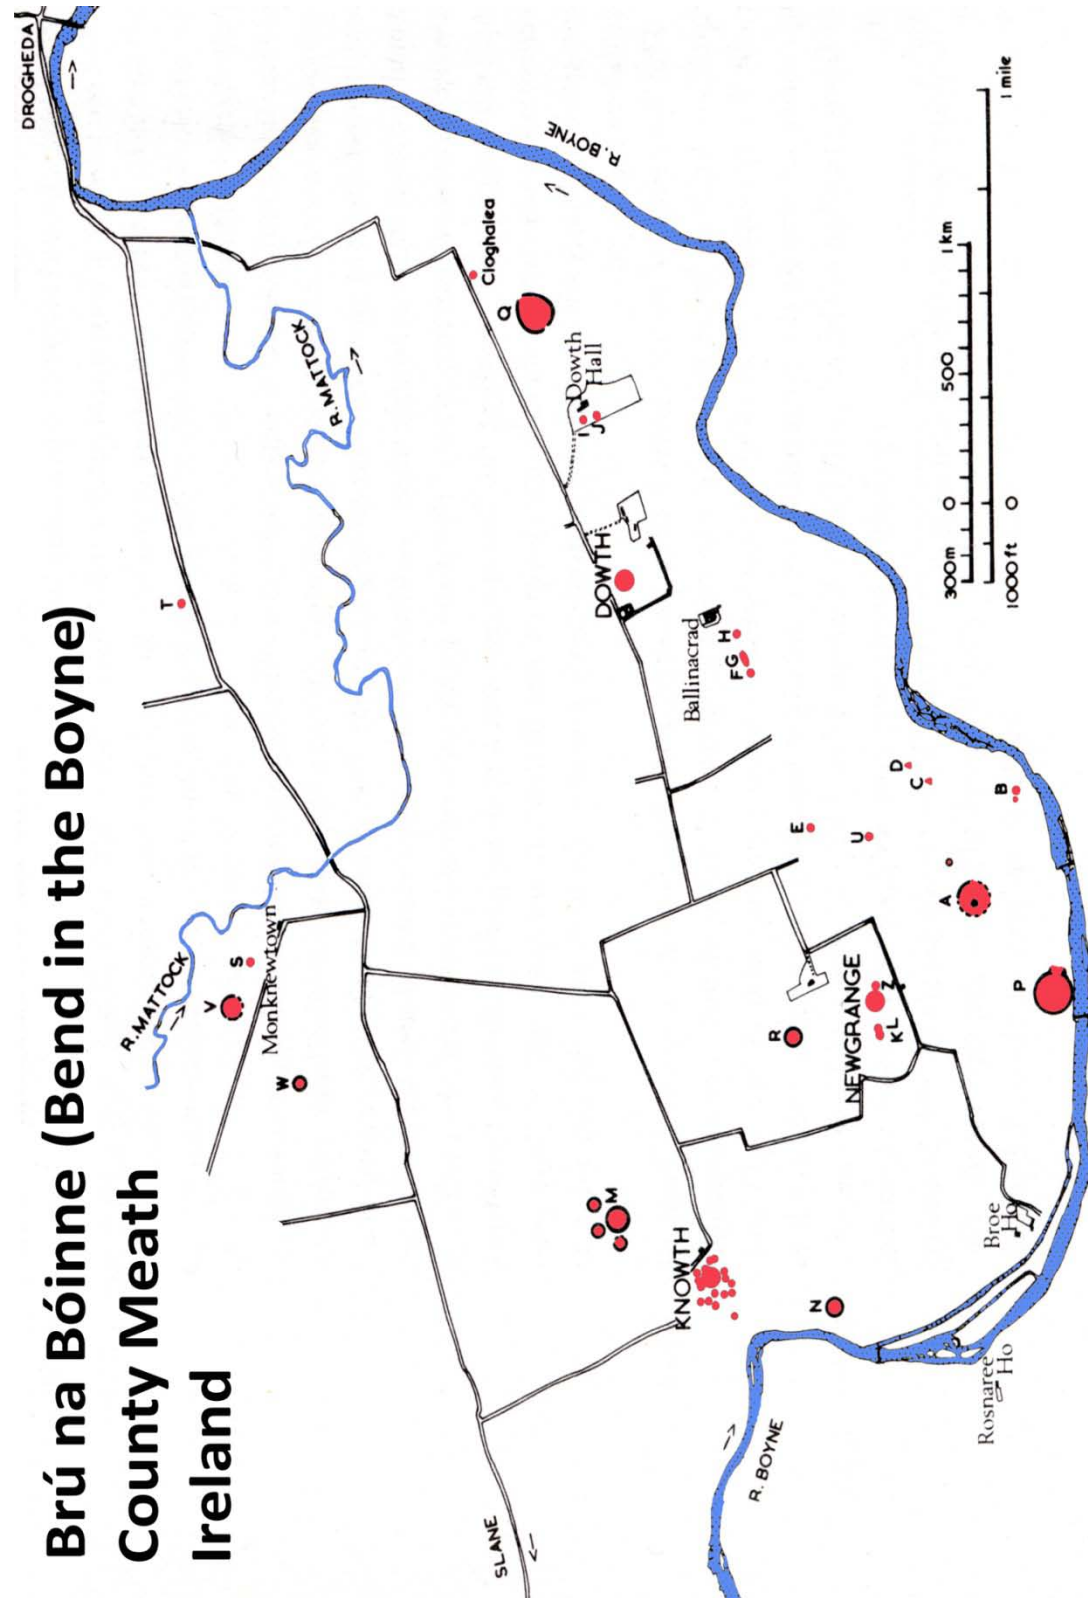 Brú na Bóinne (Bend in the Boyne)
County Meath
Ireland
DROGHEDA
R. MATTOCK
R. MATTOCK
R. BOYNE
R. BOYNE
SLANE
T
S
V
W
Monknewtown
Cloghalea
Q
Dowth
Hall
I
J
DOWTH
Ballinacrad
H
G
F
E
U
D
C
B
A
P
R
NEWGRANGE
Z
L
K
M
KNOWTH
N
Broe
Ho
Rosnaree
Ho
300m 0 500 1 km
1000 ft 0 1 mile